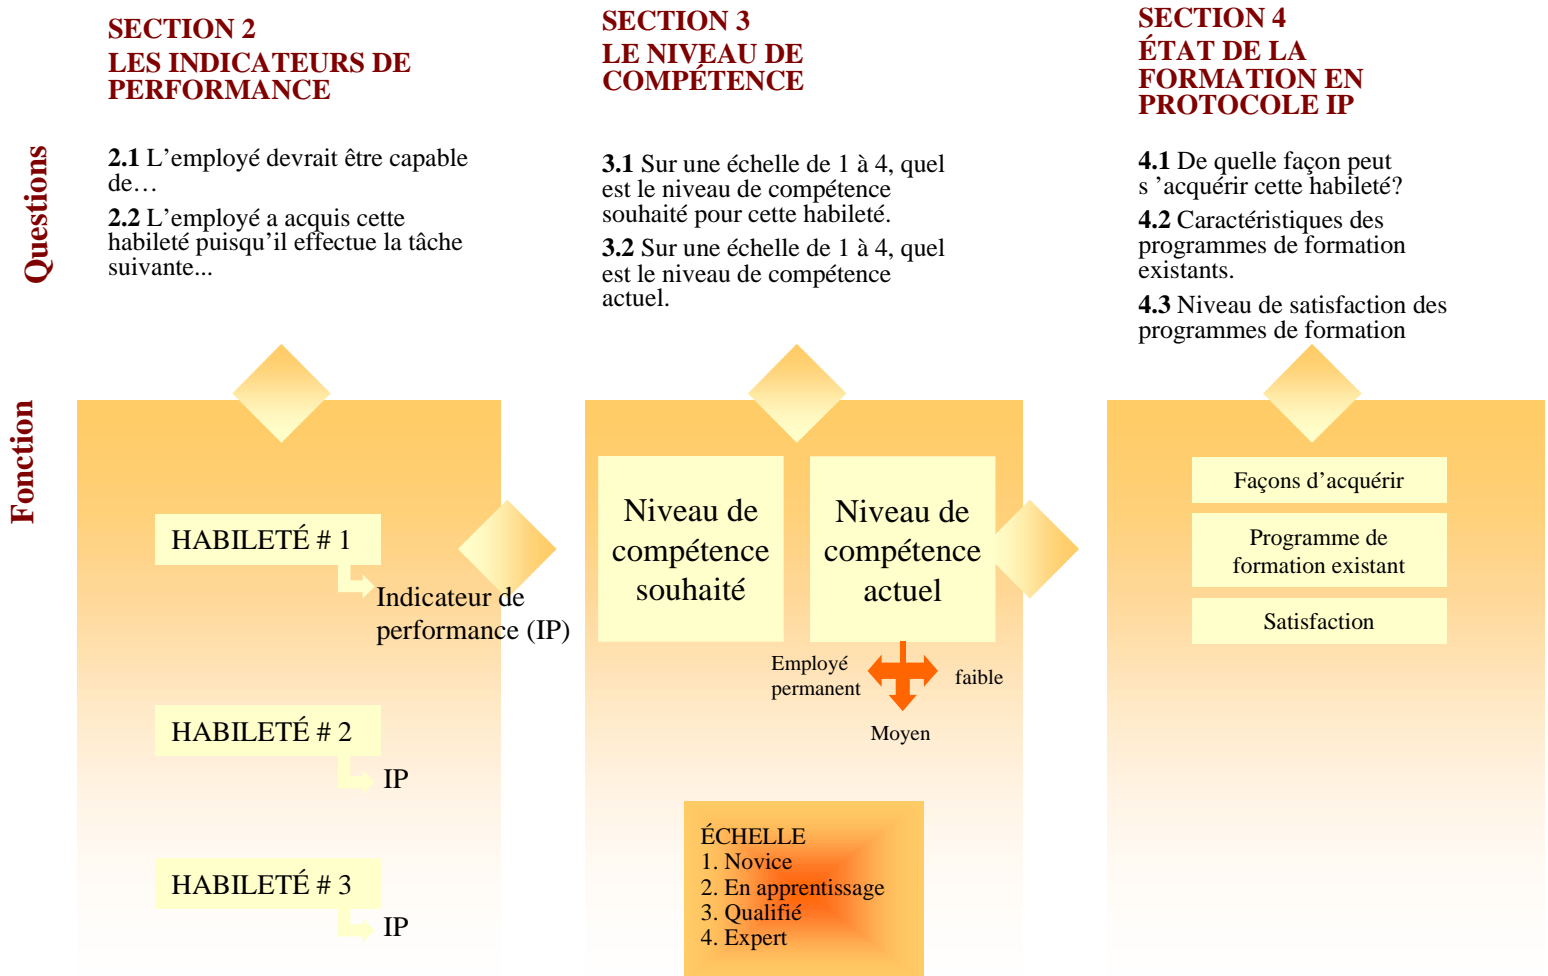 SECTION 2
LES INDICATEURS DE
PERFORMANCE
SECTION 3
LE NIVEAU DE
COMPÉTENCE
SECTION 4
ÉTAT DE LA
FORMATION EN
PROTOCOLE IP
Questions
2.1 L’employé devrait être capable
de…
2.2 L’employé a acquis cette
habileté puisqu’il effectue la tâche
suivante...
3.1 Sur une échelle de 1 à 4, quel
est le niveau de compétence
souhaité pour cette habileté.
3.2 Sur une échelle de 1 à 4, quel
est le niveau de compétence
actuel.
4.1 De quelle façon peut
s ’acquérir cette habileté?
4.2 Caractéristiques des
programmes de formation
existants.
4.3 Niveau de satisfaction des
programmes de formation
Fonction
HABILETÉ # 1
Indicateur de
performance (IP)
HABILETÉ # 2
IP
HABILETÉ # 3
IP
Niveau de
compétence
souhaité
Niveau de
compétence
actuel
Employé
permanent
faible
Moyen
ÉCHELLE
1. Novice
2. En apprentissage
3. Qualifié
4. Expert
Façons d’acquérir
Programme de
formation existant
Satisfaction